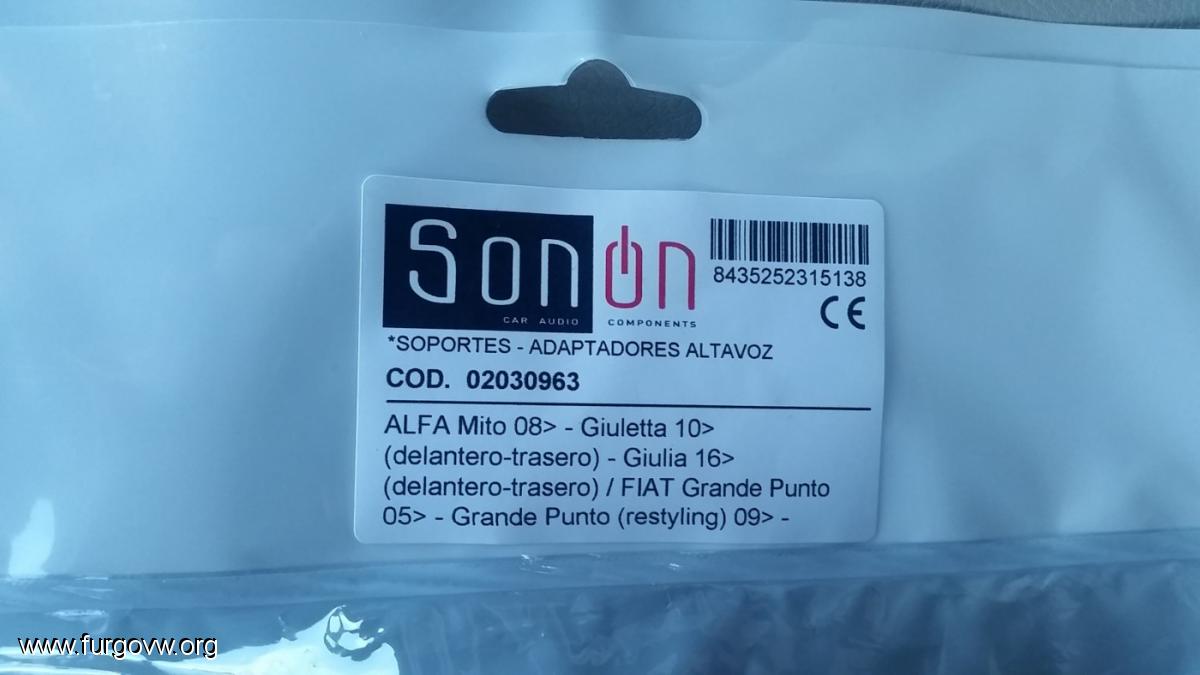 SonOn
CAR AUDIO COMPONENTS
8435252315138
CE
*SOPORTES - ADAPTADORES ALTAVOZ
COD. 02030963
ALFA Mito 08> - Giuletta 10>
(delantero-trasero) - Giulia 16>
(delantero-trasero) / FIAT Grande Punto
05> - Grande Punto (restyling) 09> -
www.furgovw.org